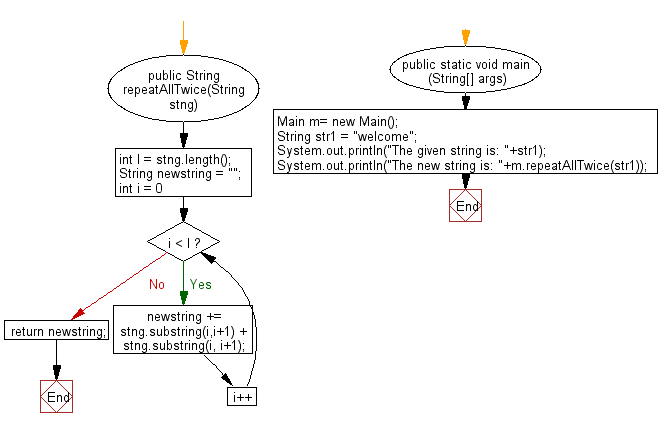 public String
repeatAllTwice(String
stng)
int l = stng.length();
String newstring = "";
int i = 0
i < l ?
No
Yes
return newstring;
newstring +=
stng.substring(i,i+1) +
stng.substring(i, i+1);
End
i++
public static void main
(String[] args)
Main m= new Main();
String str1 = "welcome";
System.out.println("The given string is: "+str1);
System.out.println("The new string is: "+m.repeatAllTwice(str1));
End